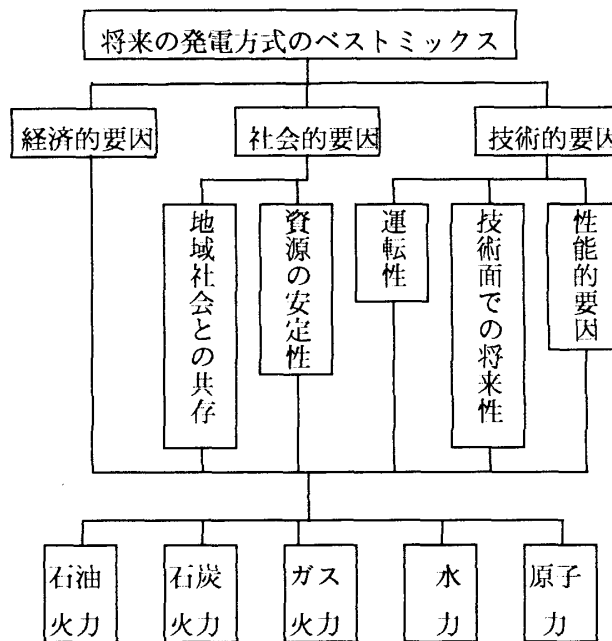 将来の発電方式のベストミックス
経済的要因
社会的要因
技術的要因
地域社会との共存
資源の安定性
運転性
技術面での将来性
性能的要因
石油
火力
石炭
火力
ガス
火力
水
力
原子
力